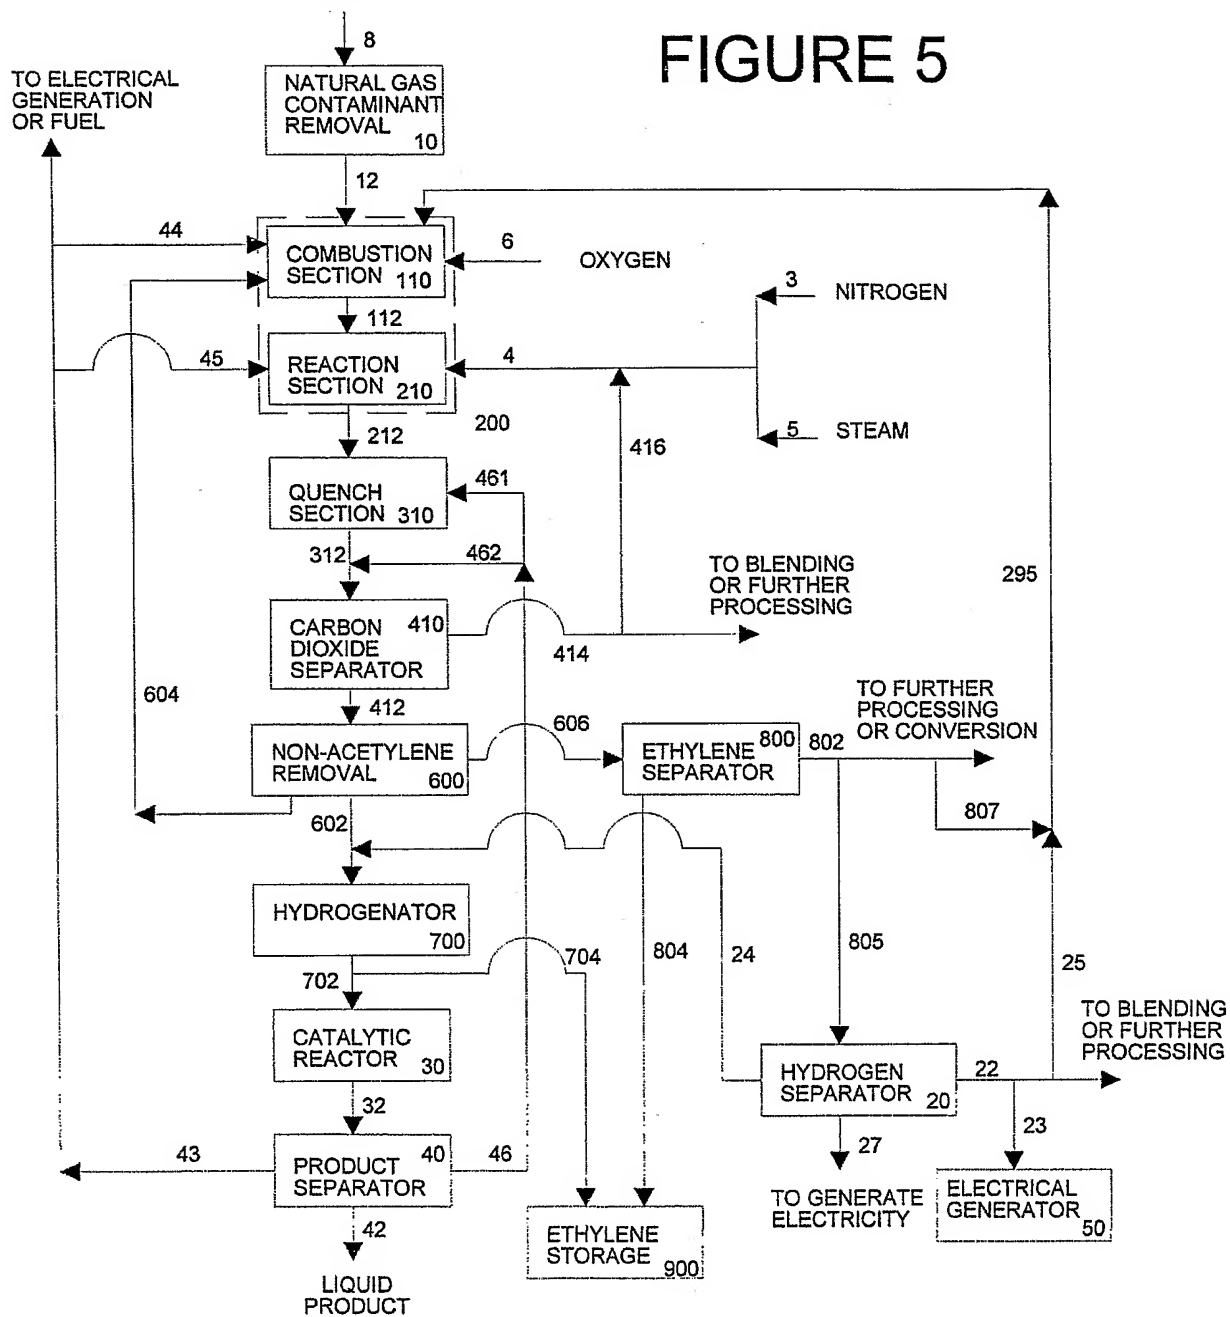 FIGURE 5
8
TO ELECTRICAL
GENERATION
OR FUEL
NATURAL GAS
CONTAMINANT
REMOVAL 10
12
44
COMBUSTION
SECTION 110
6
OXYGEN
3
NITROGEN
112
45
REACTION
SECTION 210
4
200
212
416
5
STEAM
QUENCH
SECTION 310
461
312
462
TO BLENDING
OR FURTHER
PROCESSING
295
CARBON 410
DIOXIDE
SEPARATOR
414
604
412
606
TO FURTHER
PROCESSING
OR CONVERSION
NON-ACETYLENE
REMOVAL 600
ETHYLENE 800
SEPARATOR
802
602
807
HYDROGENATOR
700
704
804
24
805
25
702
CATALYTIC
REACTOR 30
TO BLENDING
OR FURTHER
PROCESSING
HYDROGEN
SEPARATOR 20
22
32
23
43
PRODUCT 40
SEPARATOR
46
27
TO GENERATE
ELECTRICITY
ELECTRICAL
GENERATOR
50
42
ETHYLENE
STORAGE 900
LIQUID
PRODUCT